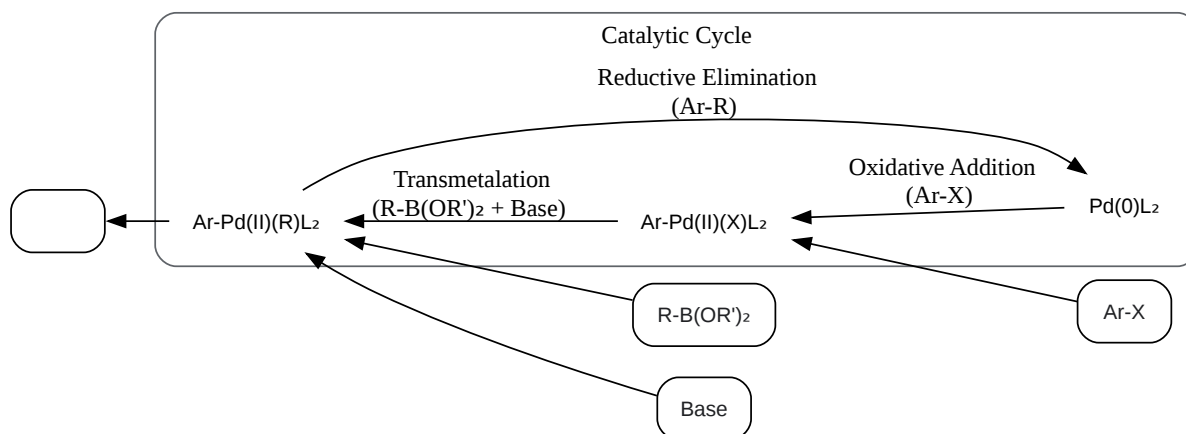 Catalytic Cycle
Reductive Elimination
(Ar-R)
Transmetalation
(R-B(OR')₂ + Base)
Oxidative Addition
(Ar-X)
Ar-Pd(II)(R)L₂
Ar-Pd(II)(X)L₂
Pd(0)L₂
R-B(OR')₂
Ar-X
Base